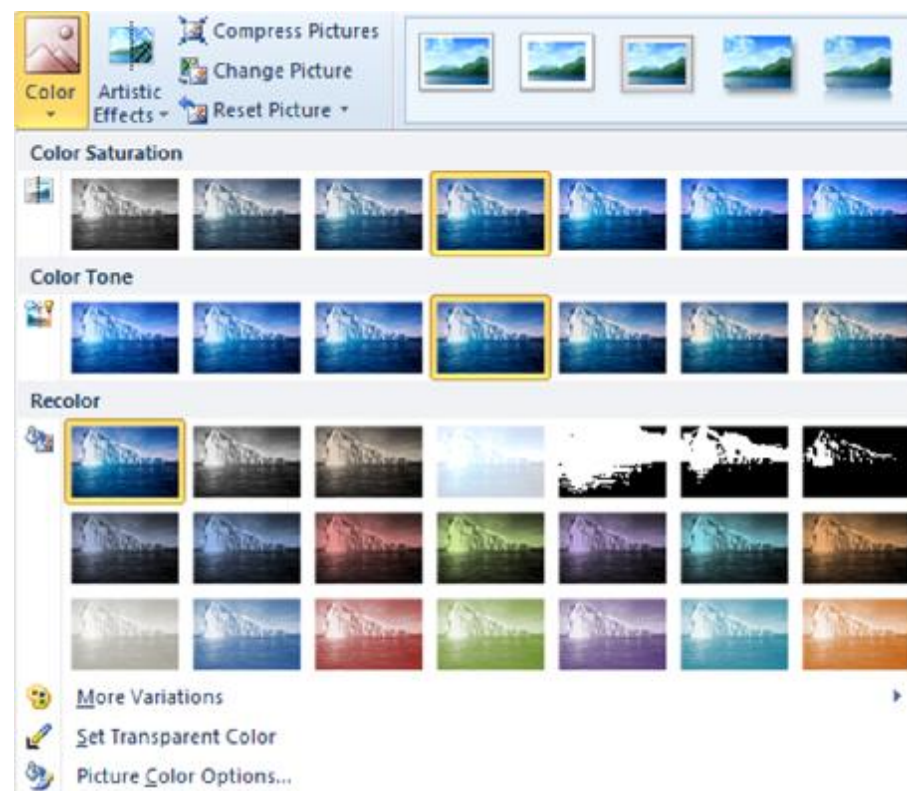 Color
Artistic
Effects
Compress Pictures
Change Picture
Reset Picture
Color Saturation
Color Tone
Recolor
More Variations
Set Transparent Color
Picture Color Options...